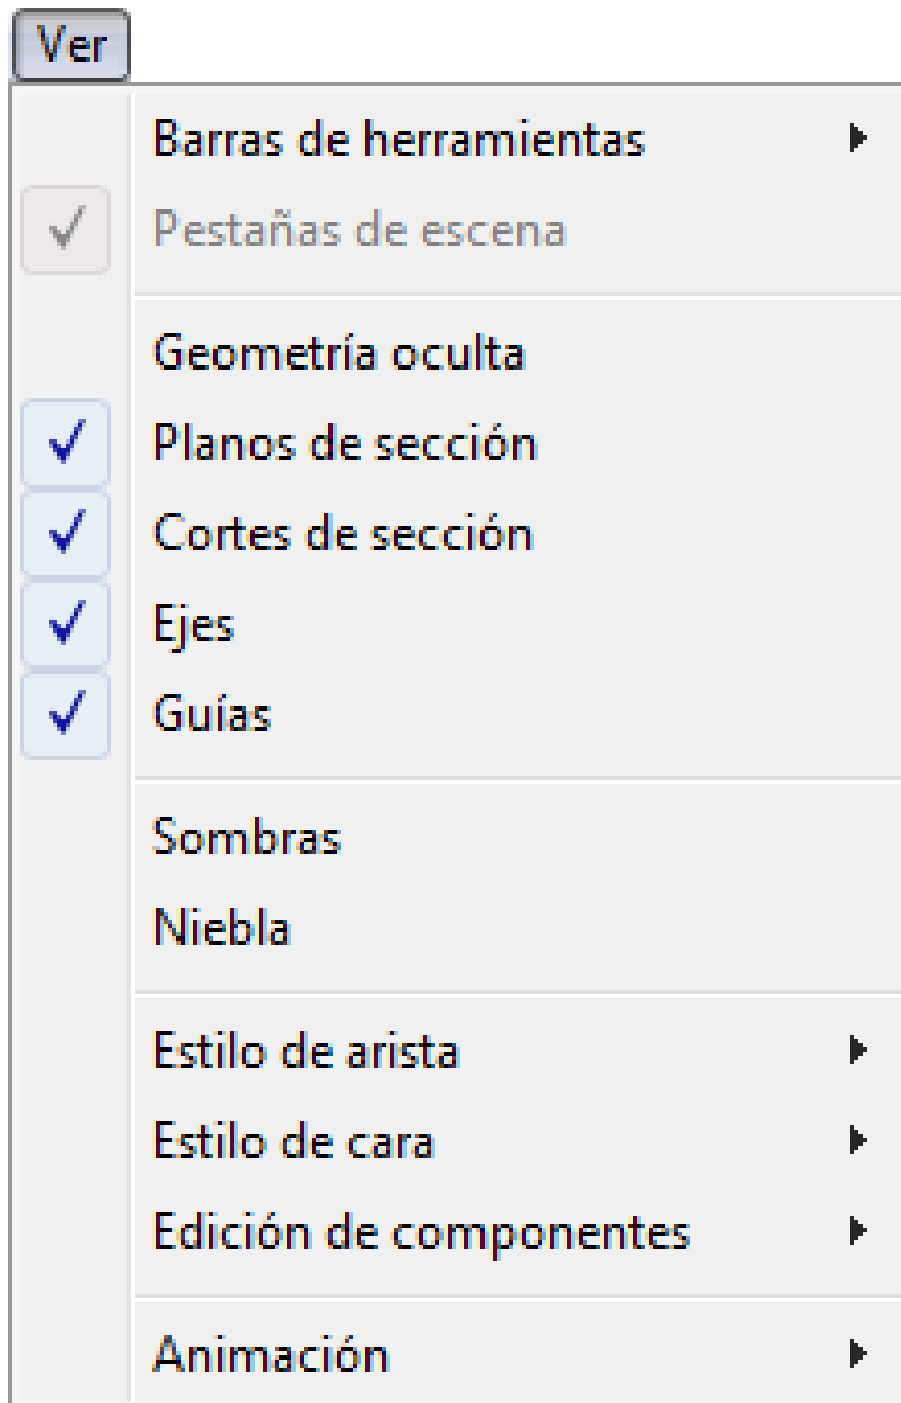 Ver
Barras de herramientas
Pestañas de escena
Geometría oculta
Planos de sección
Cortes de sección
Ejes
Guías
Sombras
Niebla
Estilo de arista
Estilo de cara
Edición de componentes
Animación